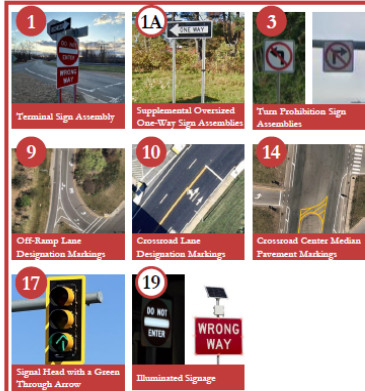 1
1A
3
ONE WAY
DO NOT
ENTER
WRONG
WAY
ONE WAY
Terminal Sign Assembly
Supplemental Oversized
One-Way Sign Assemblies
Turn Prohibition Sign
Assemblies
9
10
14
Off-Ramp Lane
Designation Markings
Crossroad Lane
Designation Markings
Crossroad Center Median
Pavement Markings
17
19
DO NOT
ENTER
WRONG
WAY
Signal Head with a Green
Through Arrow
Illuminated Signage